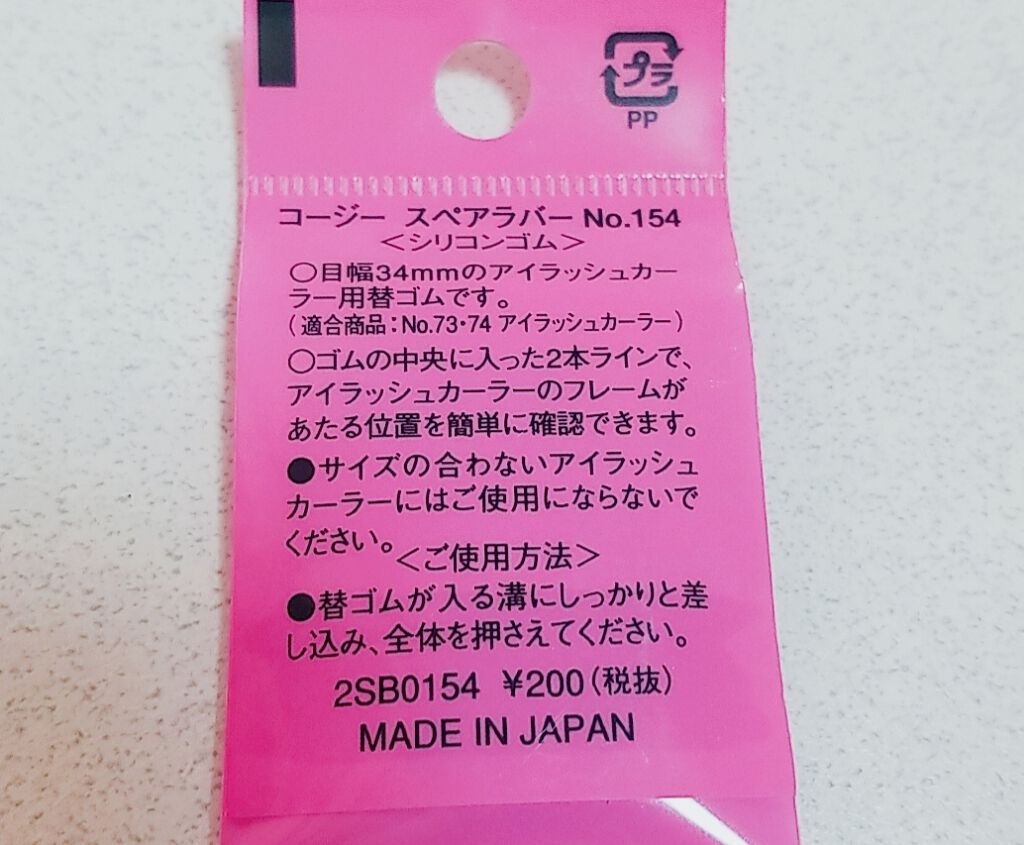 プラ
PP
コージー スペアラバー No.154
＜シリコンゴム＞
○目幅34mmのアイラッシュカー
ラー用替ゴムです。
（適合商品：No.73・74 アイラッシュカーラー）
○ゴムの中央に入った2本ラインで、
アイラッシュカーラーのフレームが
あたる位置を簡単に確認できます。
●サイズの合わないアイラッシュ
カーラーにはご使用にならないで
ください。
＜ご使用方法＞
●替ゴムが入る溝にしっかりと差
し込み、全体を押さえてください。
2SB0154 ¥200（税抜）
MADE IN JAPAN